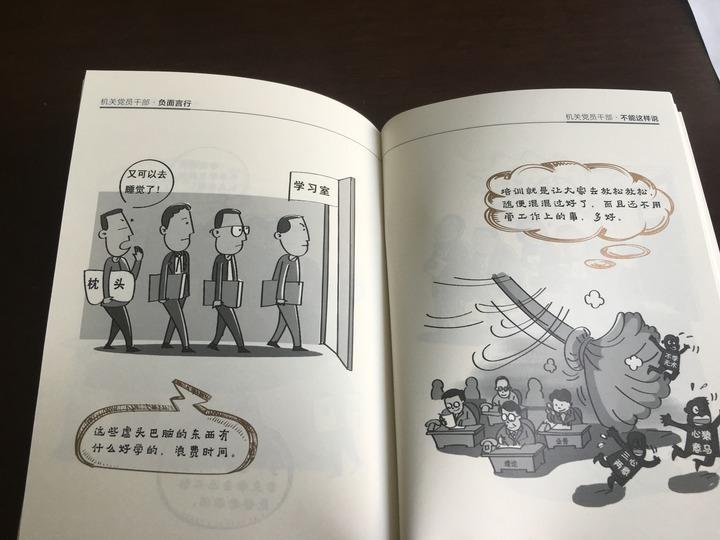 机关党员干部·负面言行
又可以去
睡觉了！
学习室
枕头
这些虚头巴脑的东西有
什么好学的，浪费时间。
机关党员干部·不能这样说
培训就是让大家去放松放松，
随便混混过好了，而且还不用
管工作上的事，多好。
不学
无术
心猿
意马
三心
两意
业务
理论